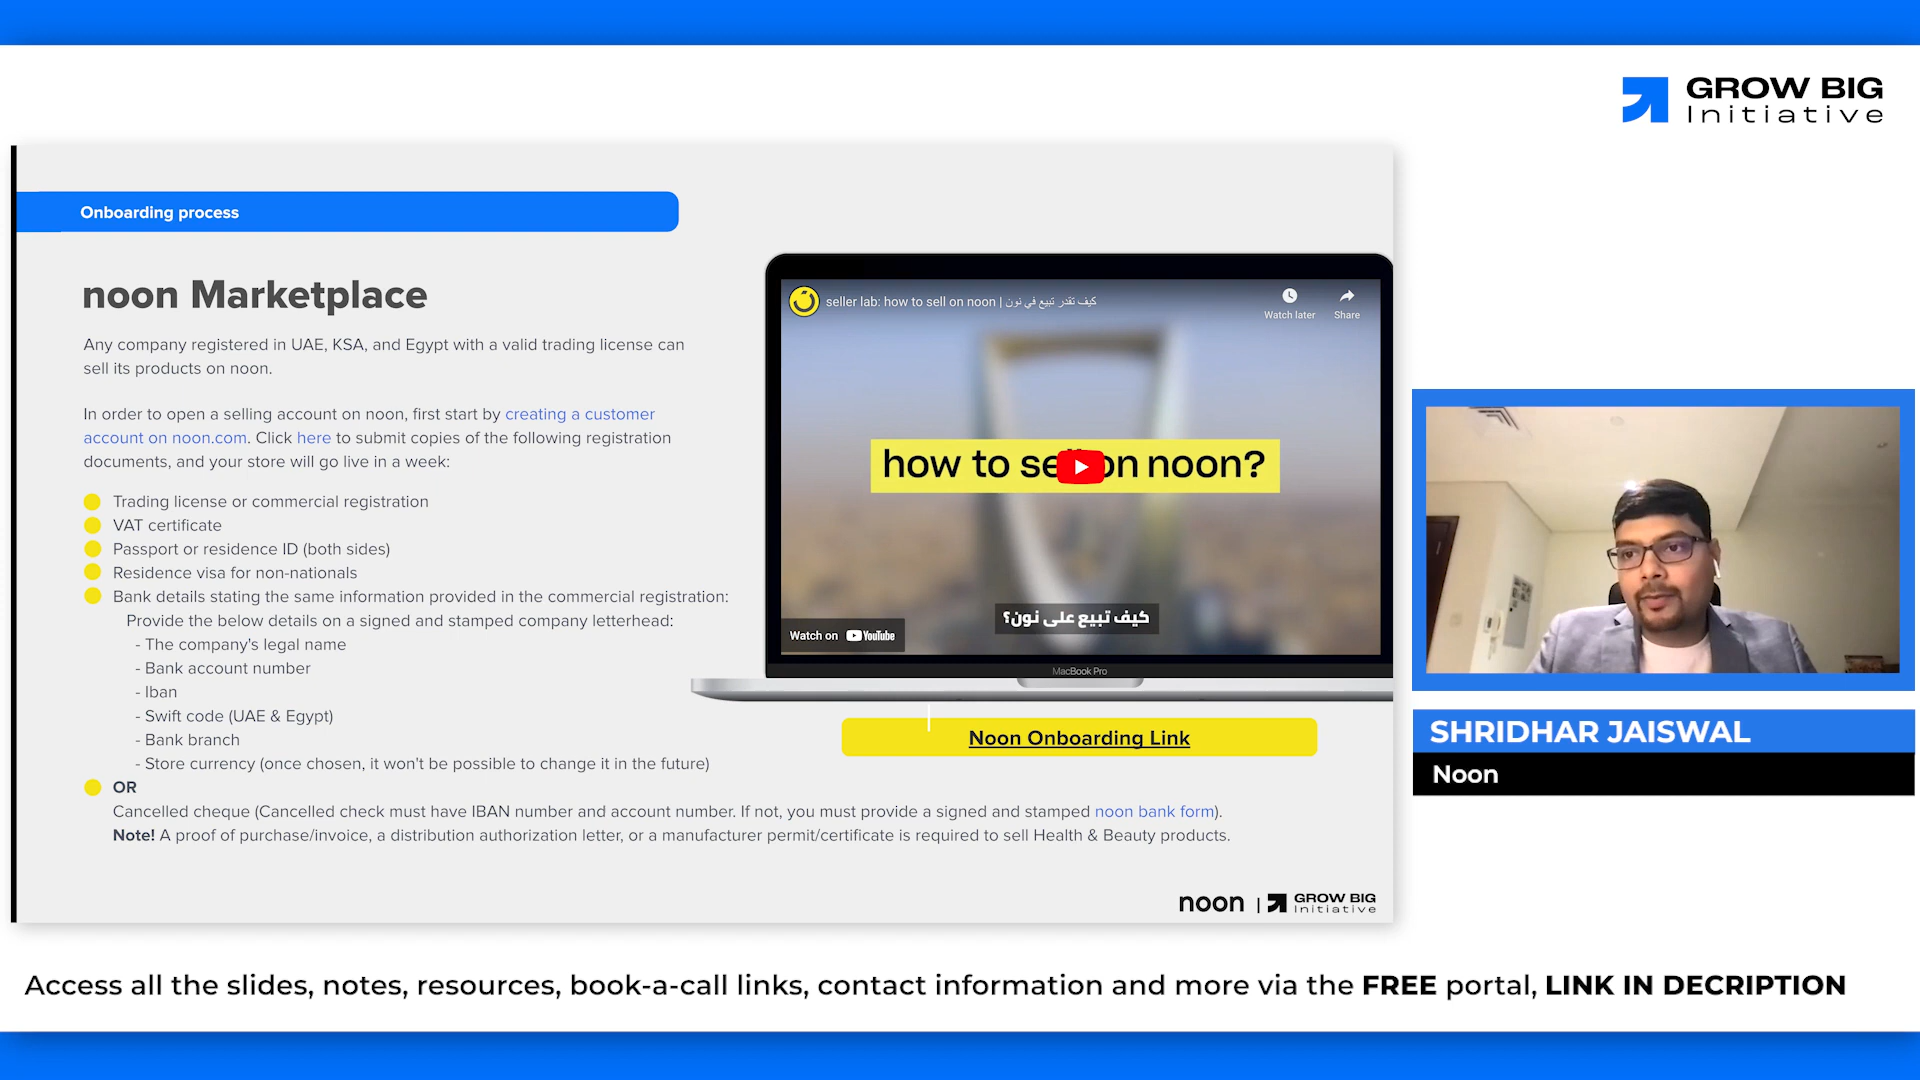 GROW BIG
Initiative
Onboarding process
noon Marketplace
Any company registered in UAE, KSA, and Egypt with a valid trading license can
sell its products on noon.
In order to open a selling account on noon, first start by creating a customer
account on noon.com. Click here to submit copies of the following registration
documents, and your store will go live in a week:
Trading license or commercial registration
VAT certificate
Passport or residence ID (both sides)
Residence visa for non-nationals
Bank details stating the same information provided in the commercial registration:
Provide the below details on a signed and stamped company letterhead:
- The company's legal name
- Bank account number
- Iban
- Swift code (UAE & Egypt)
- Bank branch
- Store currency (once chosen, it won't be possible to change it in the future)
OR
Cancelled cheque (Cancelled check must have IBAN number and account number. If not, you must provide a signed and stamped noon bank form).
Note! A proof of purchase/invoice, a distribution authorization letter, or a manufacturer permit/certificate is required to sell Health & Beauty products.
seller lab: how to sell on noon | كيف تقدر تبيع في نون
Watch later
Share
how to sell on noon?
كيف تبيع على نون؟
Watch on YouTube
MacBook Pro
Noon Onboarding Link
noon | GROW BIG
Initiative
SHRIDHAR JAISWAL
Noon
Access all the slides, notes, resources, book-a-call links, contact information and more via the FREE portal, LINK IN DECRIPTION